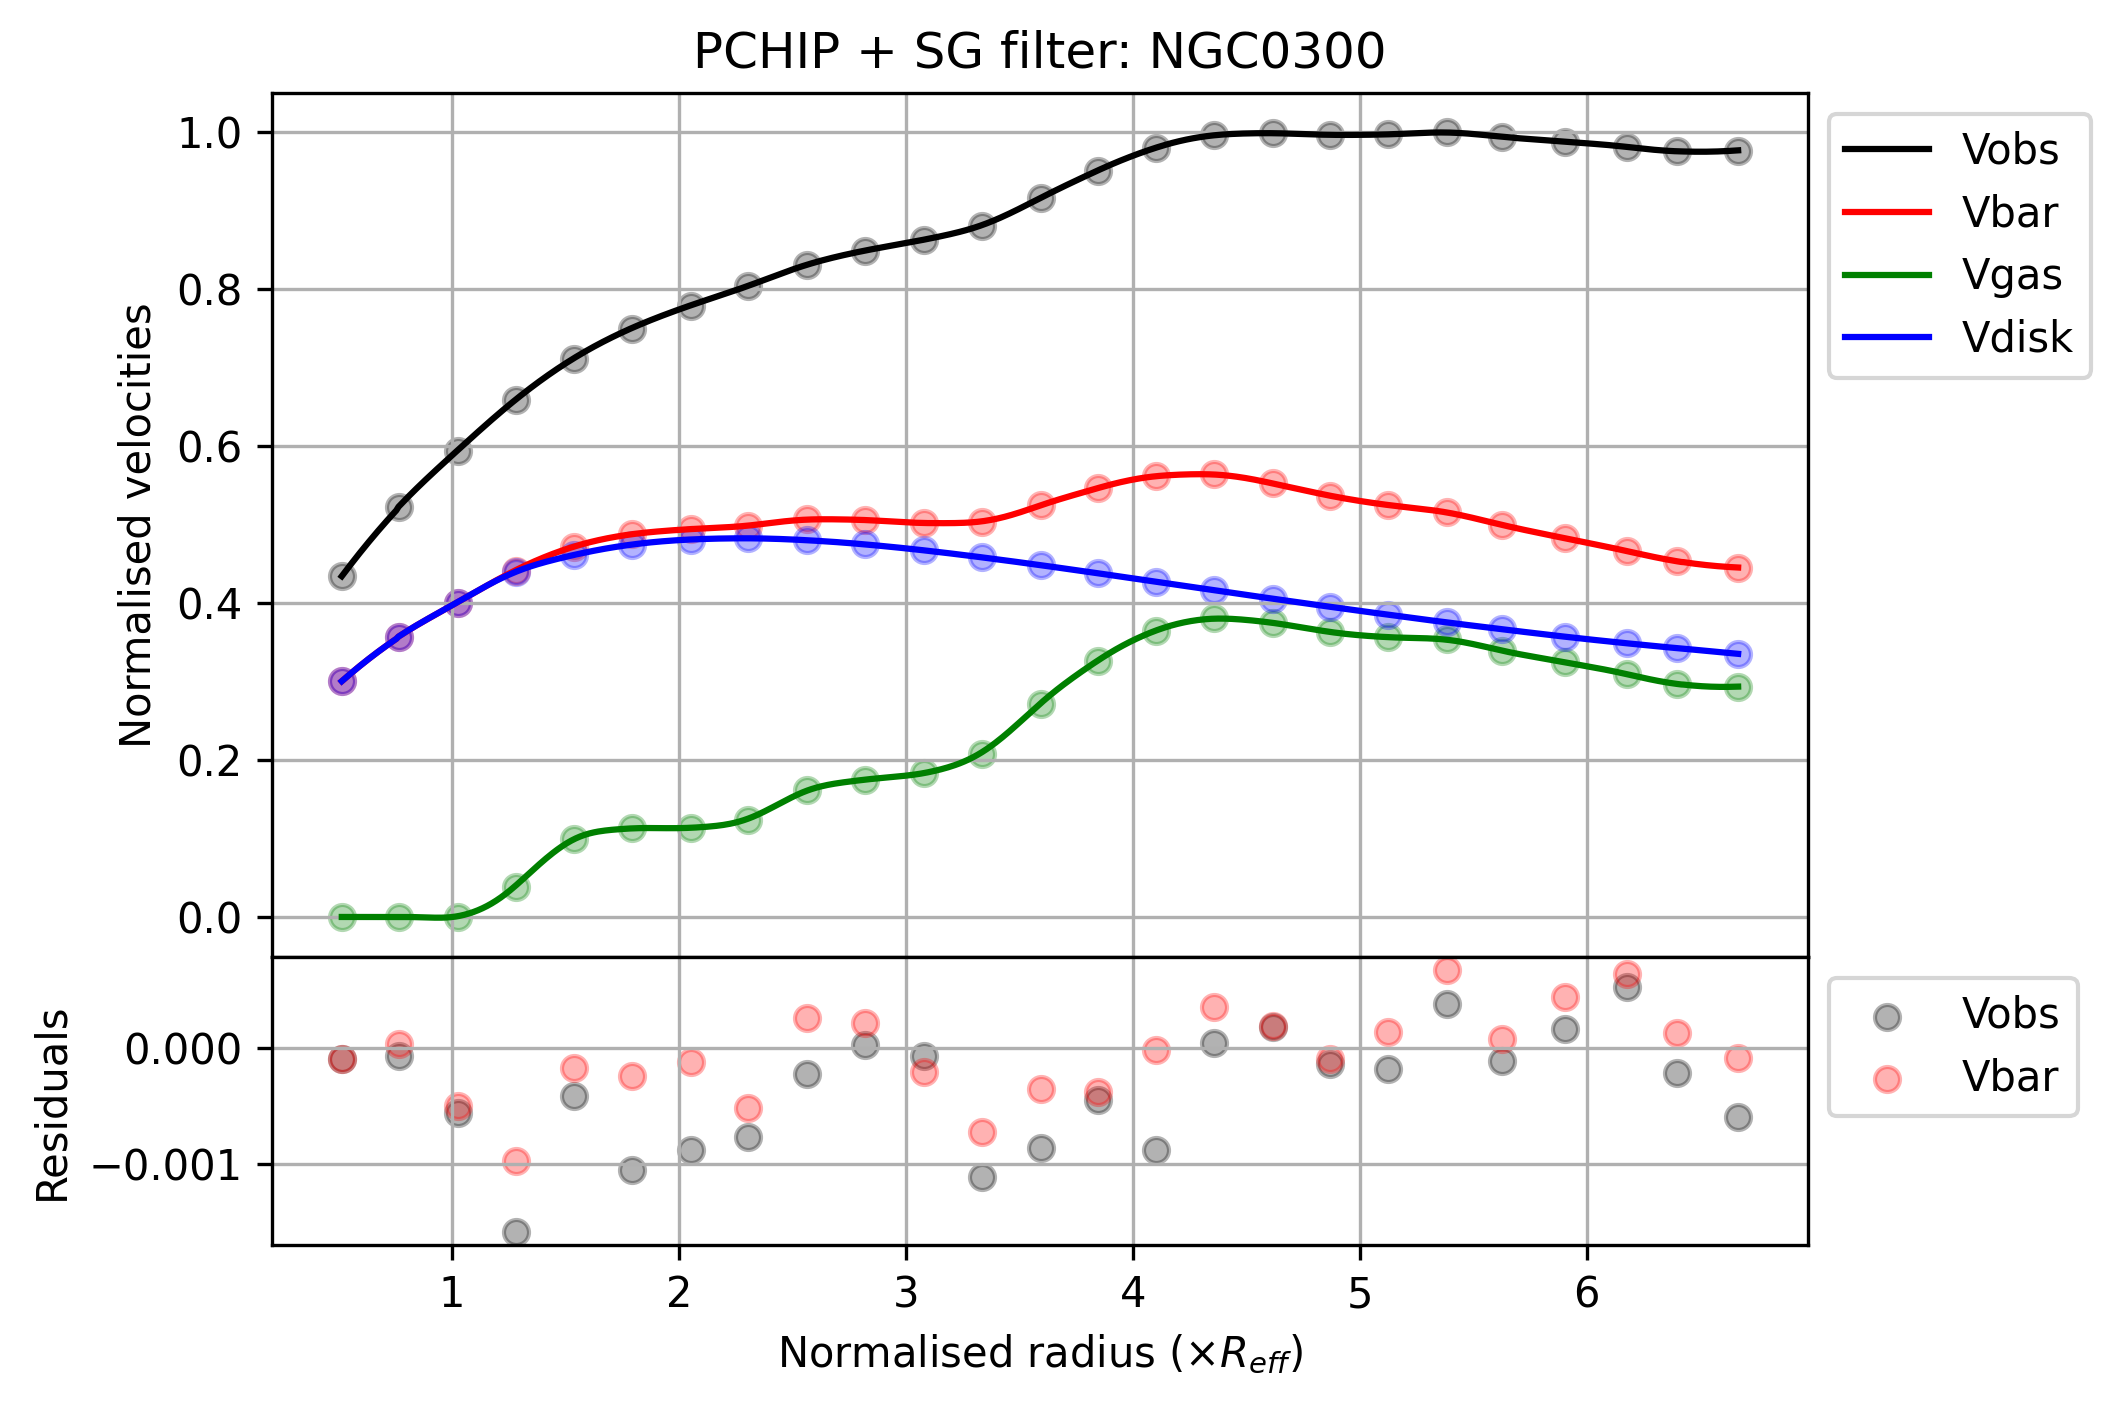 PCHIP + SG filter: NGC0300
Normalised velocities
1.0
0.8
0.6
0.4
0.2
0.0
Vobs
Vbar
Vgas
Vdisk
Residuals
0.000
−0.001
Vobs
Vbar
1 2 3 4 5 6
Normalised radius (×R_eff)